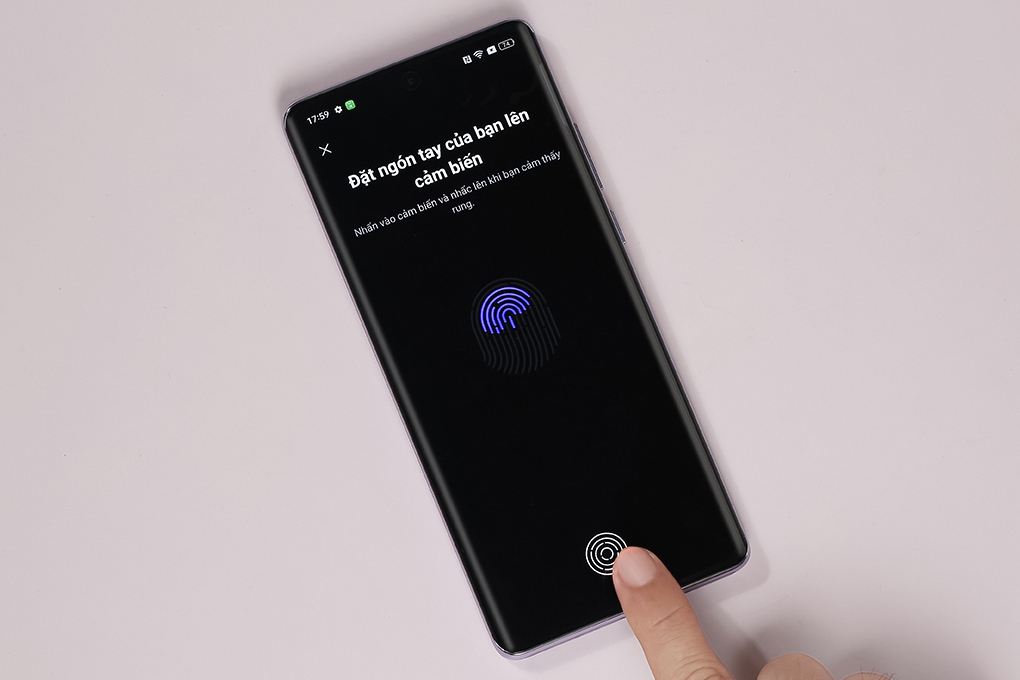 17:59
74
Đặt ngón tay của bạn lên
cảm biến
Nhấn vào cảm biến và nhấc lên khi bạn cảm thấy
rung.